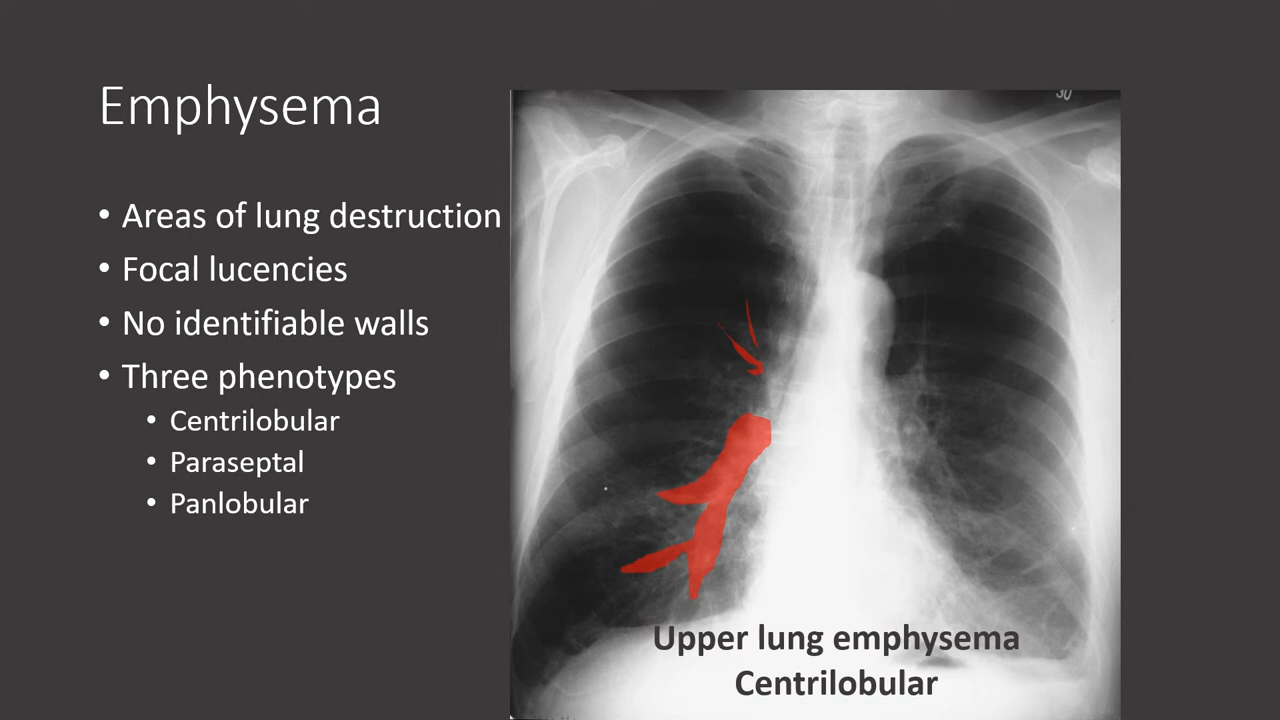 Emphysema
• Areas of lung destruction
• Focal lucencies
• No identifiable walls
• Three phenotypes
• Centrilobular
• Paraseptal
• Panlobular
30
Upper lung emphysema
Centrilobular